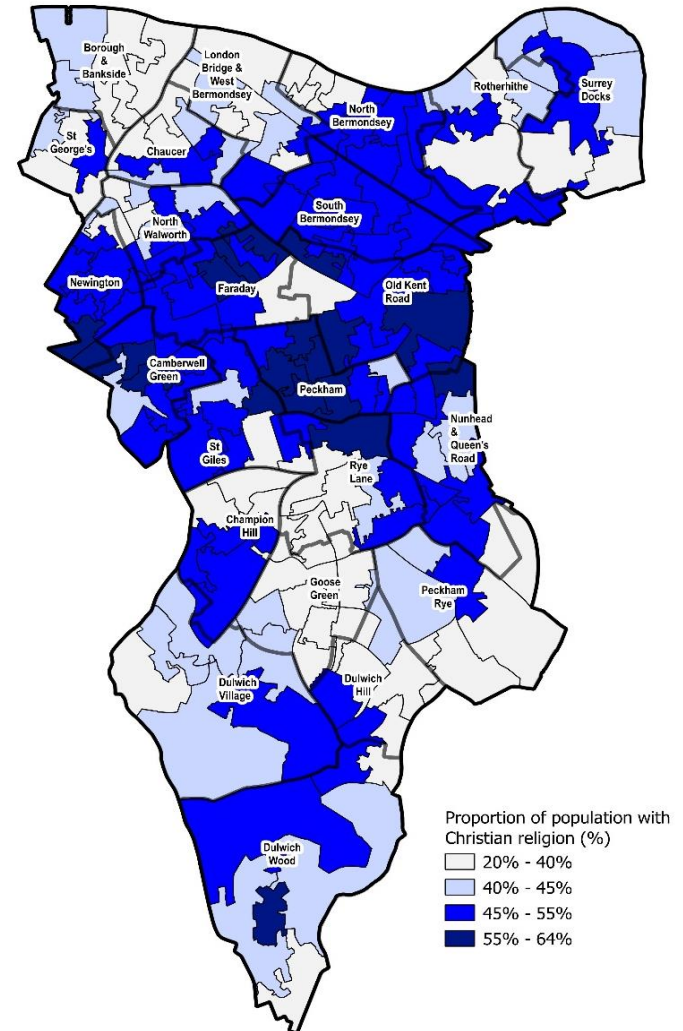 Borough
&
Bankside
London
Bridge &
West
Bermondsey
Rotherhithe
Surrey
Docks
North
Bermondsey
St
George's
Chaucer
South
Bermondsey
North
Walworth
Newington
Faraday
Old Kent
Road
Camberwell
Green
Peckham
Nunhead
&
Queen's
Road
St
Giles
Rye
Lane
Champion
Hill
Goose
Green
Peckham
Rye
Dulwich
Village
Dulwich
Hill
Dulwich
Wood
Proportion of population with
Christian religion (%)
20% - 40%
40% - 45%
45% - 55%
55% - 64%